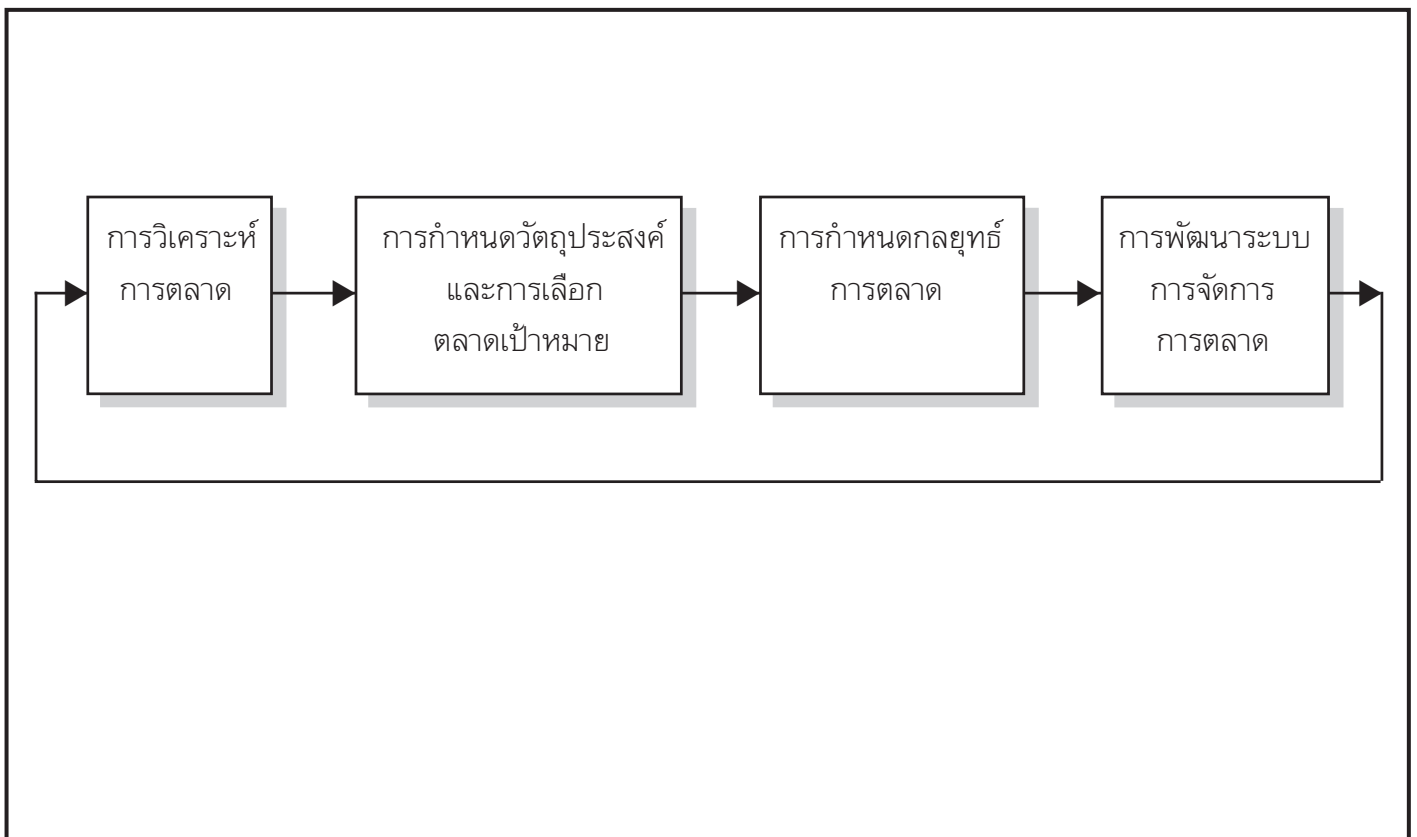 การวิเคราะห์
การตลาด
การกำหนดวัตถุประสงค์
และการเลือก
ตลาดเป้าหมาย
การกำหนดกลยุทธ์
การตลาด
การพัฒนาระบบ
การจัดการ
การตลาด